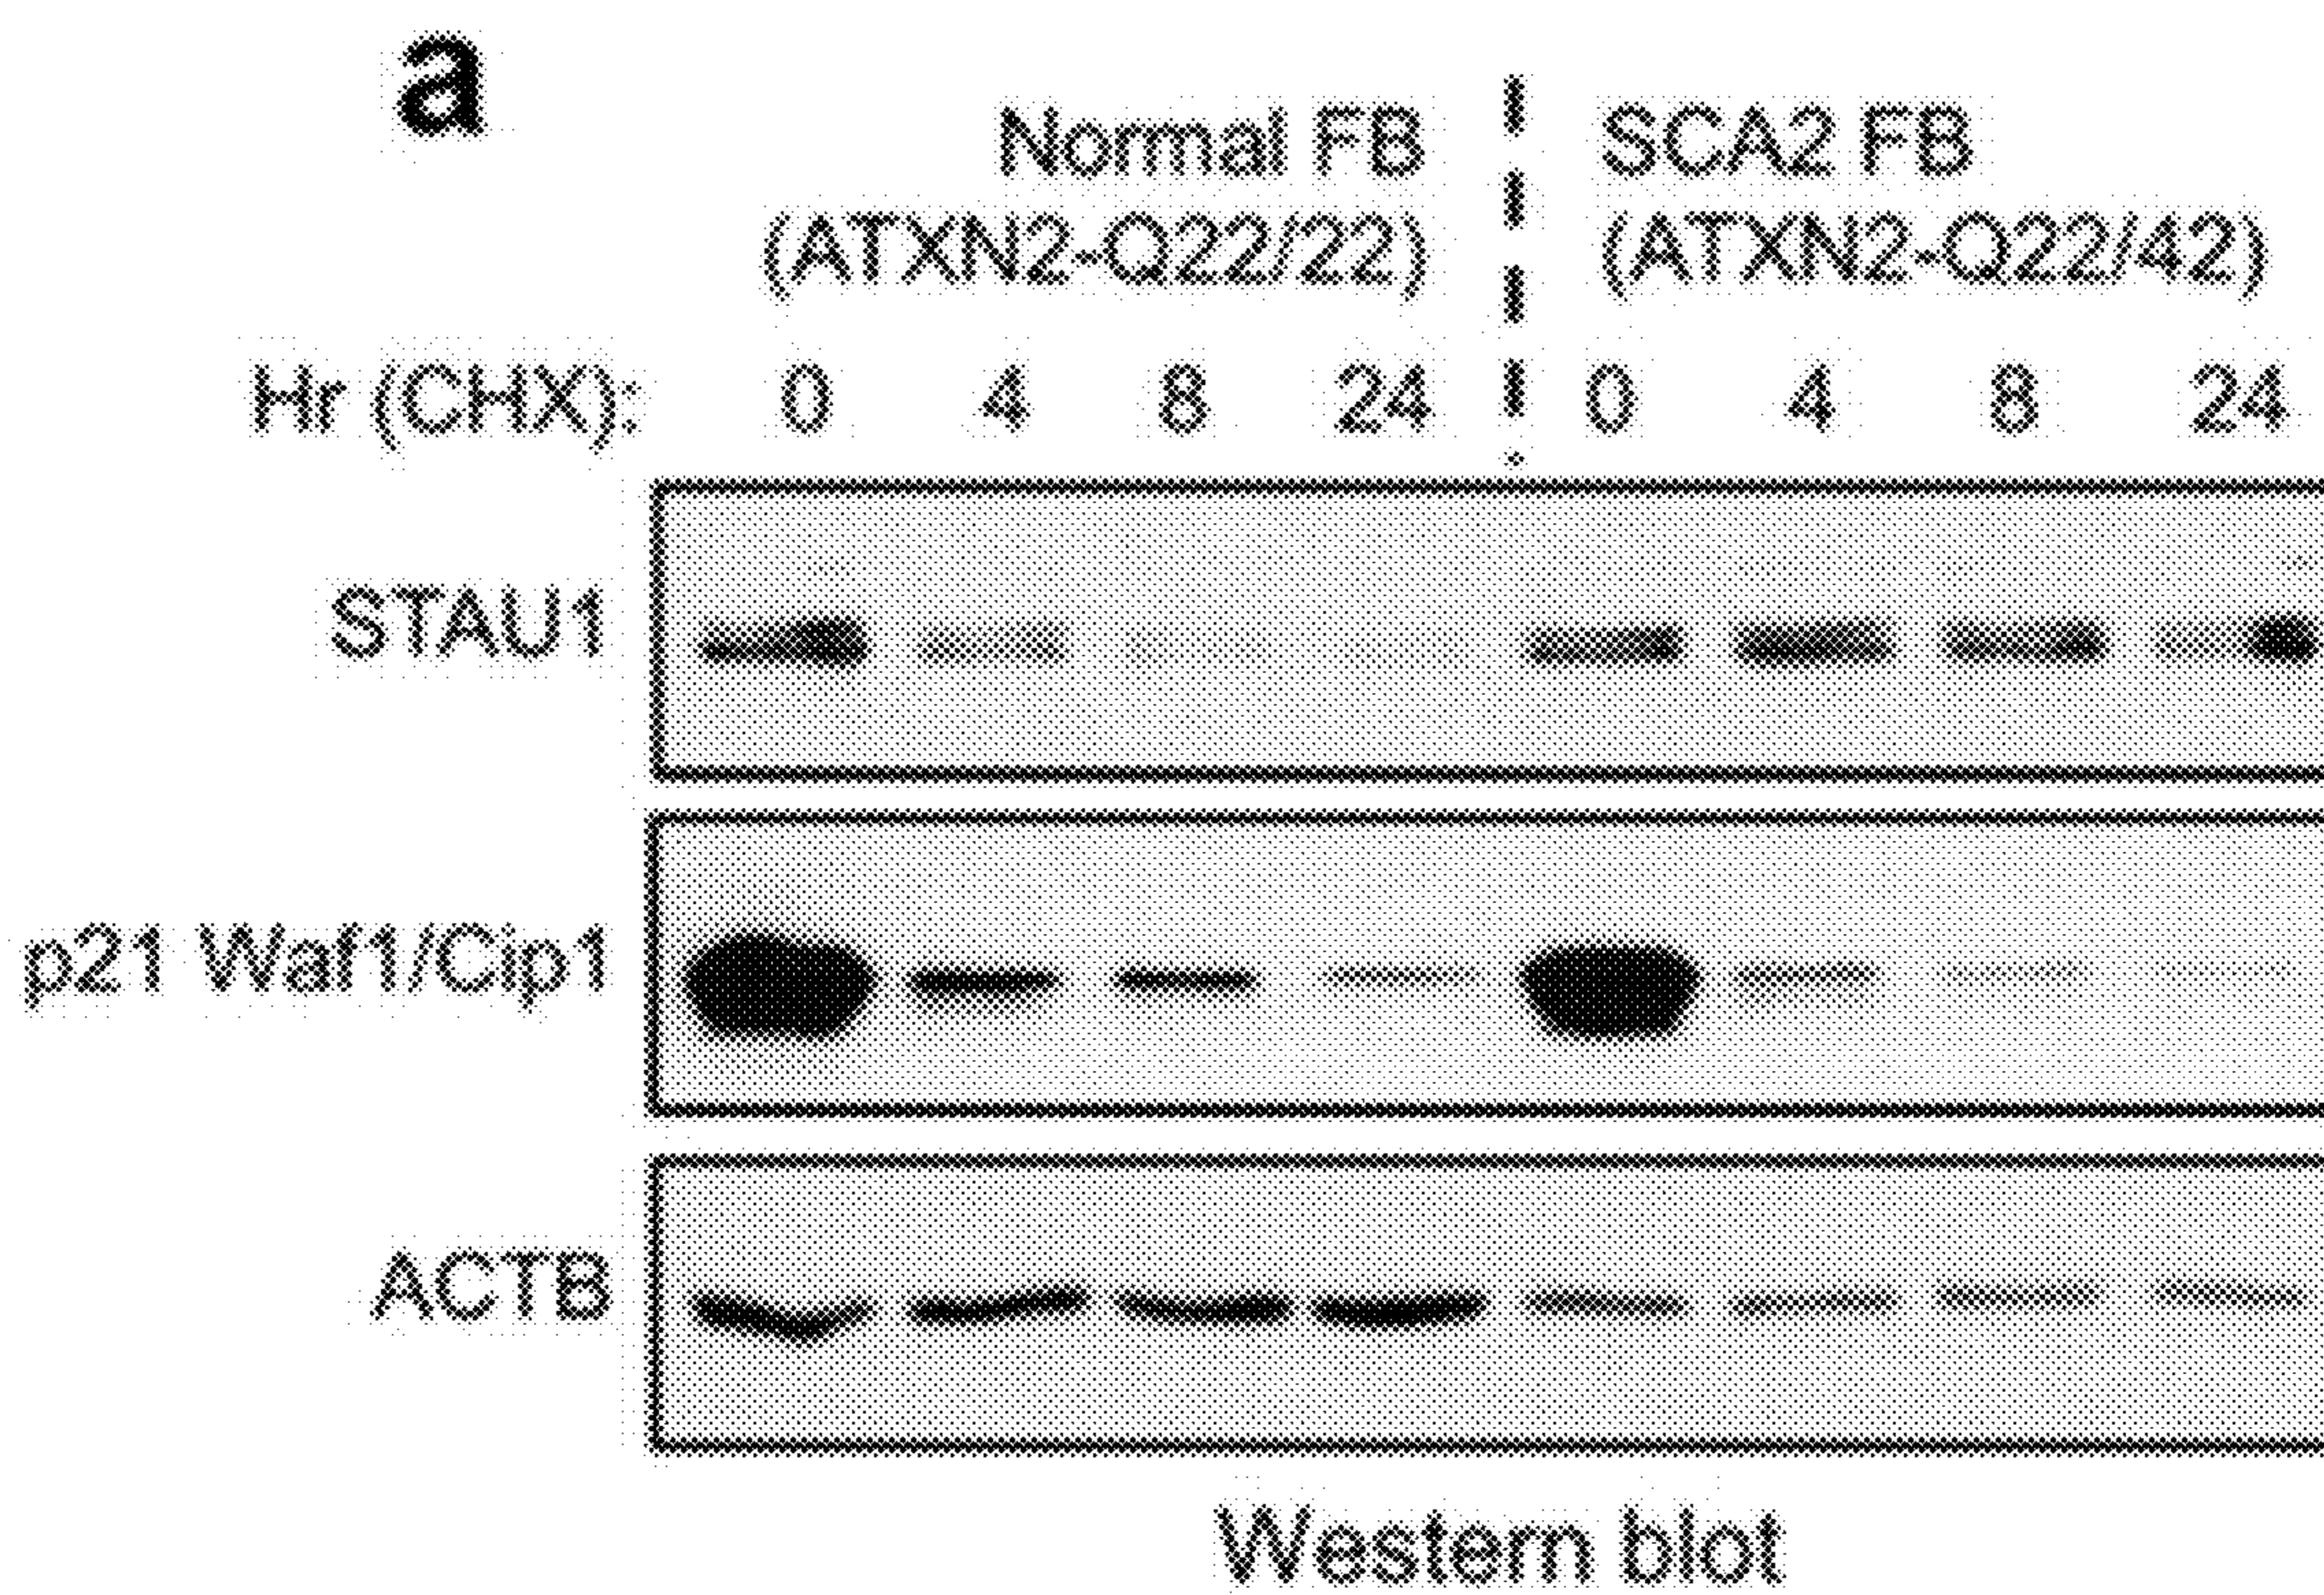 a
Normal FB
(ATXN2-Q22/22)
SCA2 FB
(ATXN2-Q22/42)
Hr (CHX): 0 4 8 24 0 4 8 24
STAU1
p21 Waf1/Cip1
ACTB
Western blot